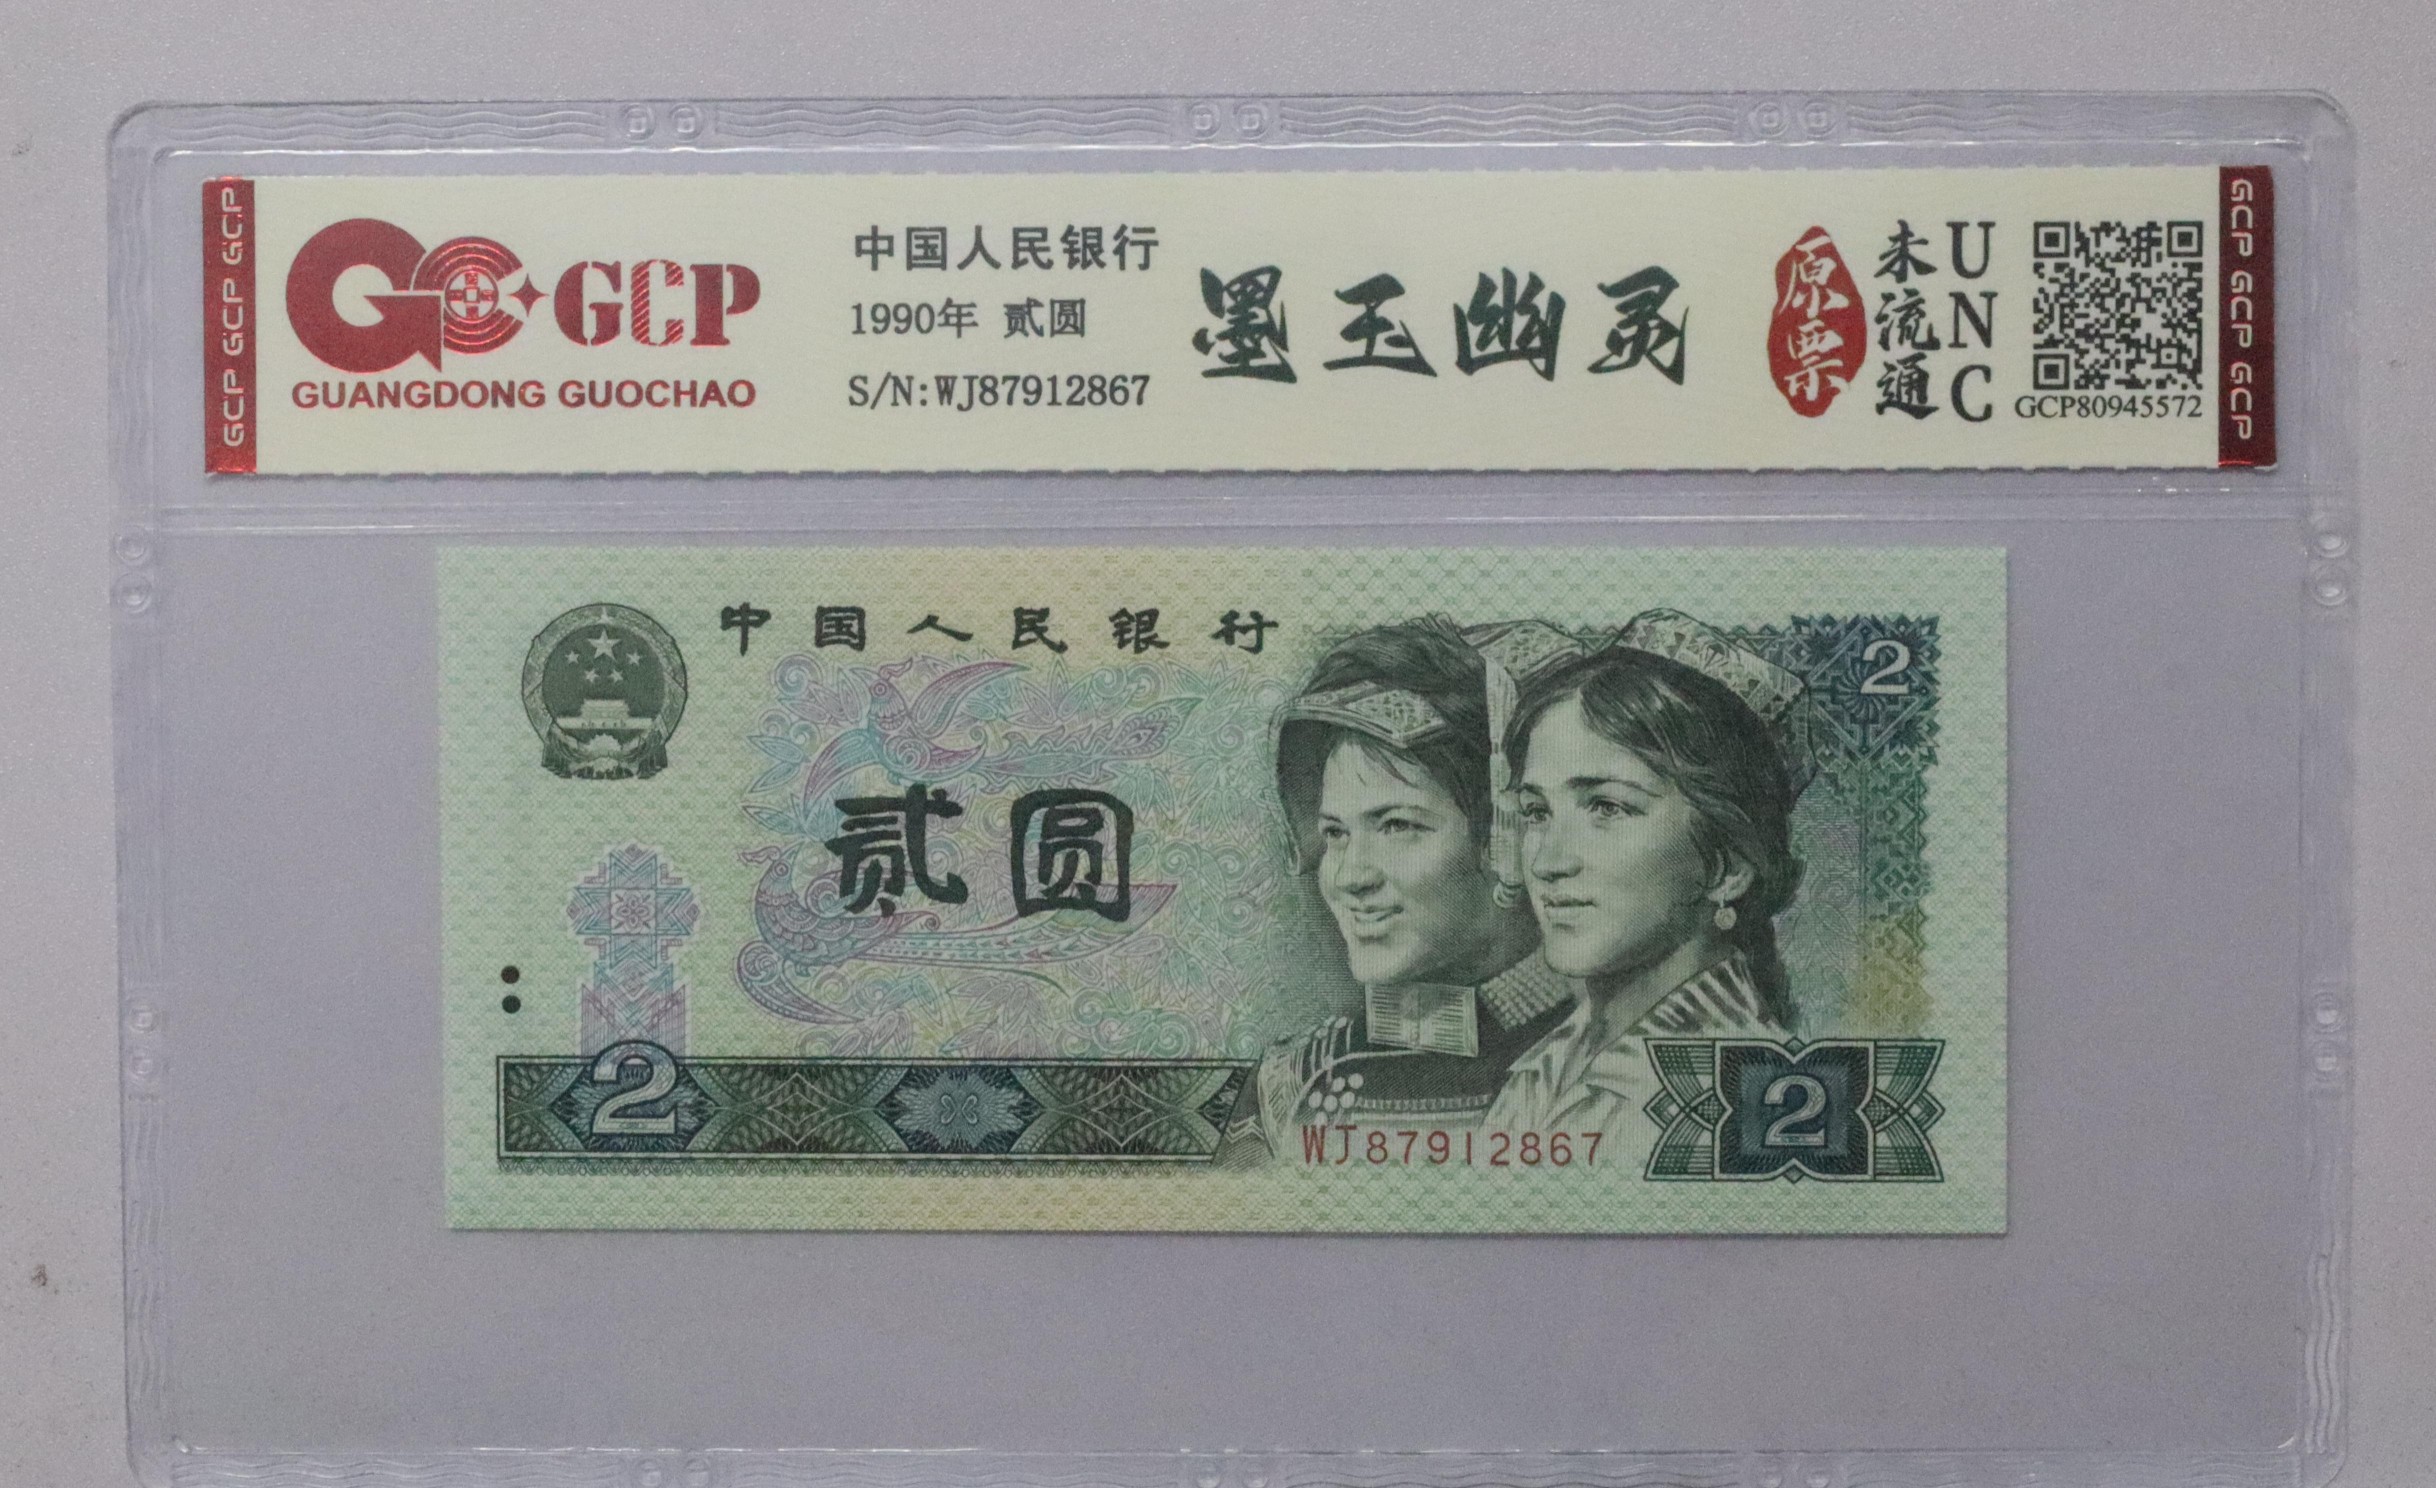 GCP GCP GCP
GCP
GUANGDONG GUOCHAO
中国人民银行
1990年 贰圆
S/N:WJ87912867
墨玉幽灵
原票
未流通
UNC
GCP80945572
GCP GCP GCP
中国人民银行
2
贰圆
2
WJ87912867
2